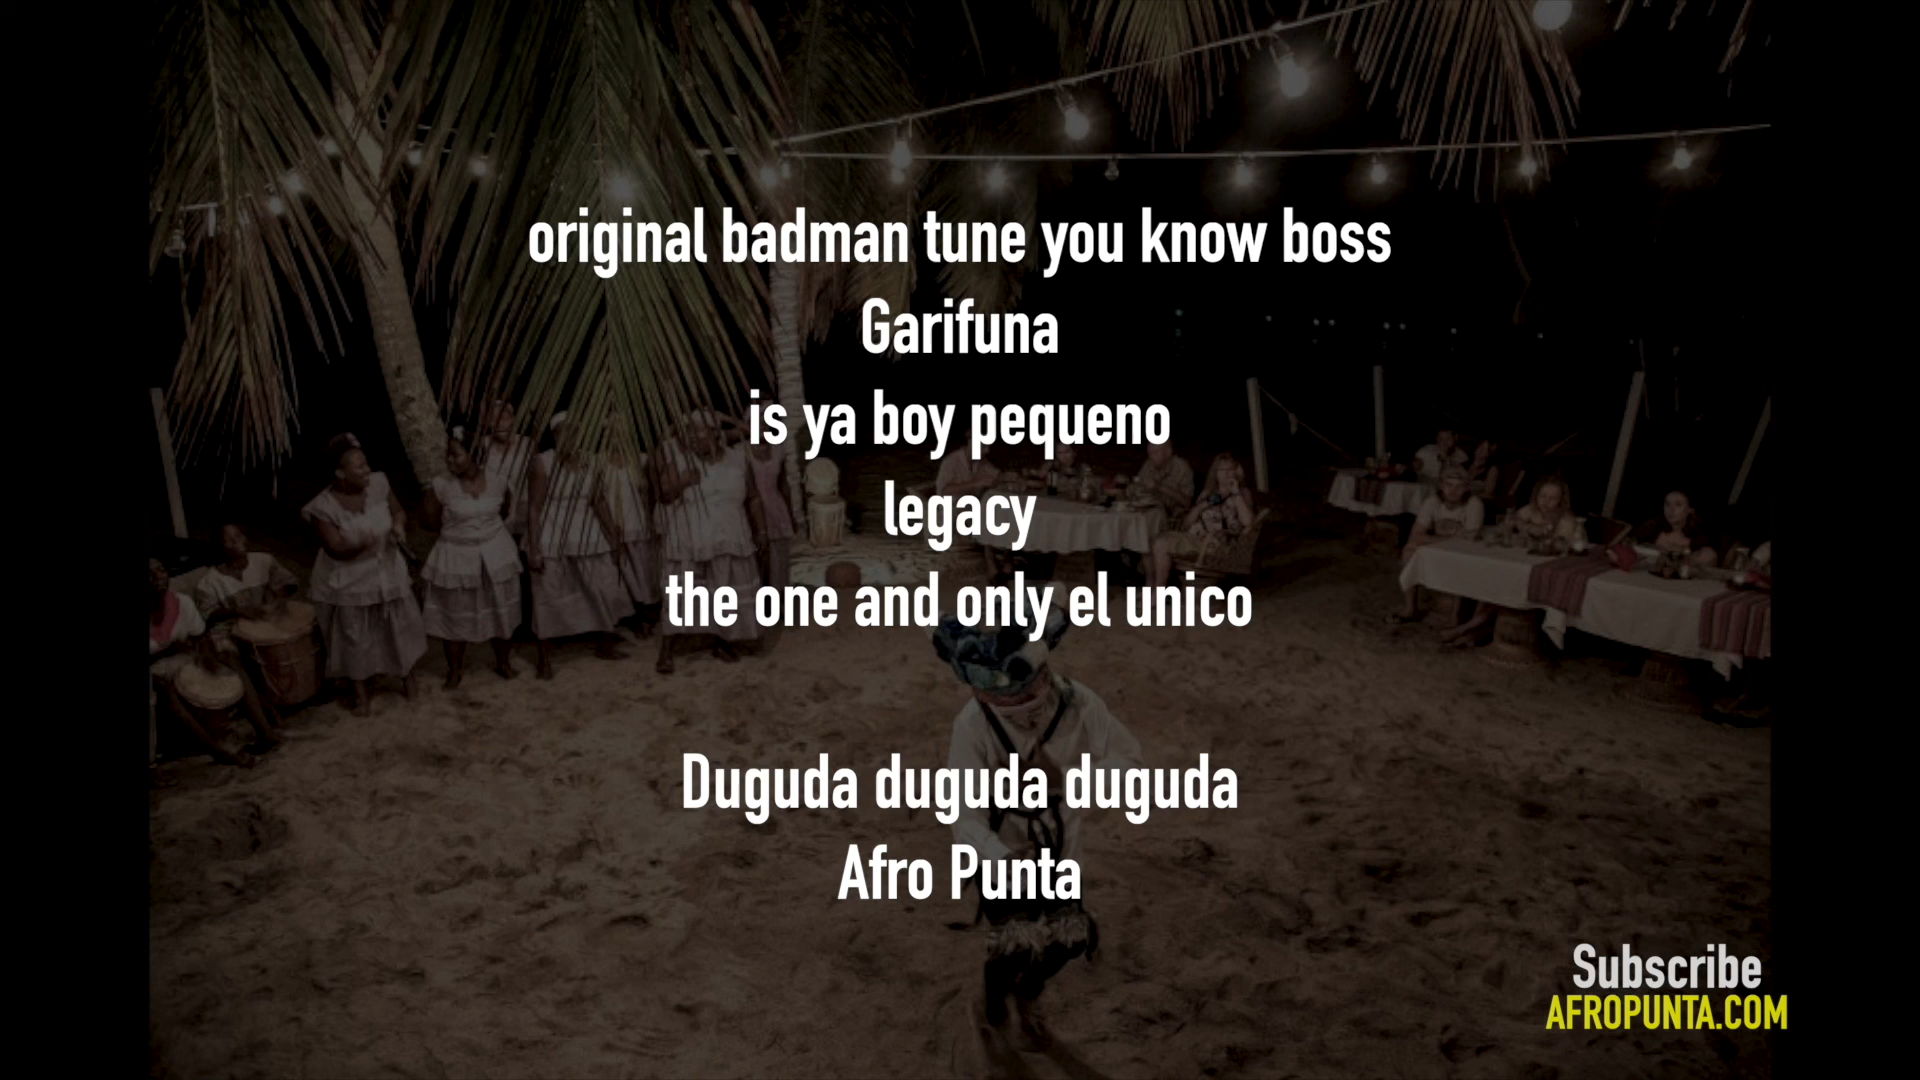 original badman tune you know boss
Garifuna
is ya boy pequeno
legacy
the one and only el unico
Duguda duguda duguda
Afro Punta
Subscribe
AFROPUNTA.COM